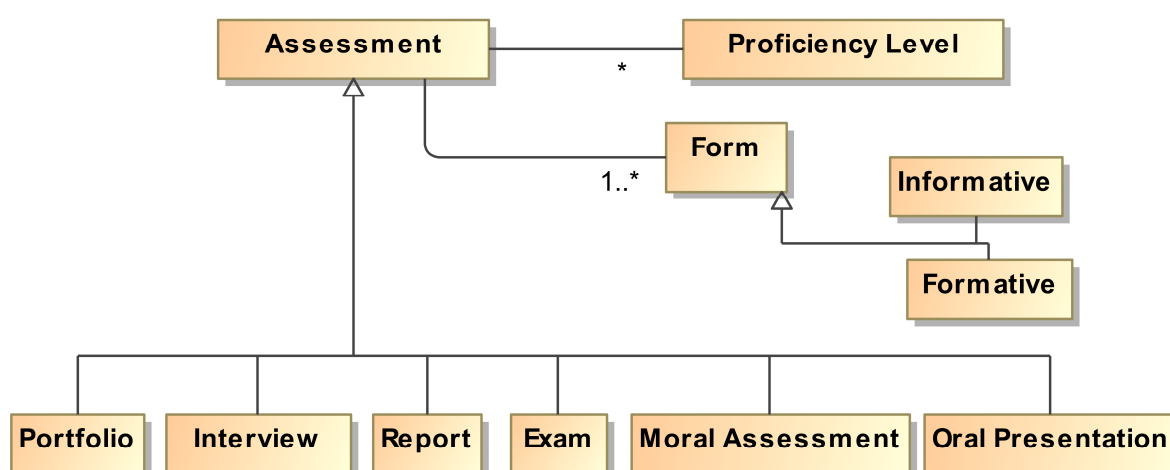 Assessment
Proficiency Level
*
Form
1..*
Informative
Formative
Portfolio
Interview
Report
Exam
Moral Assessment
Oral Presentation